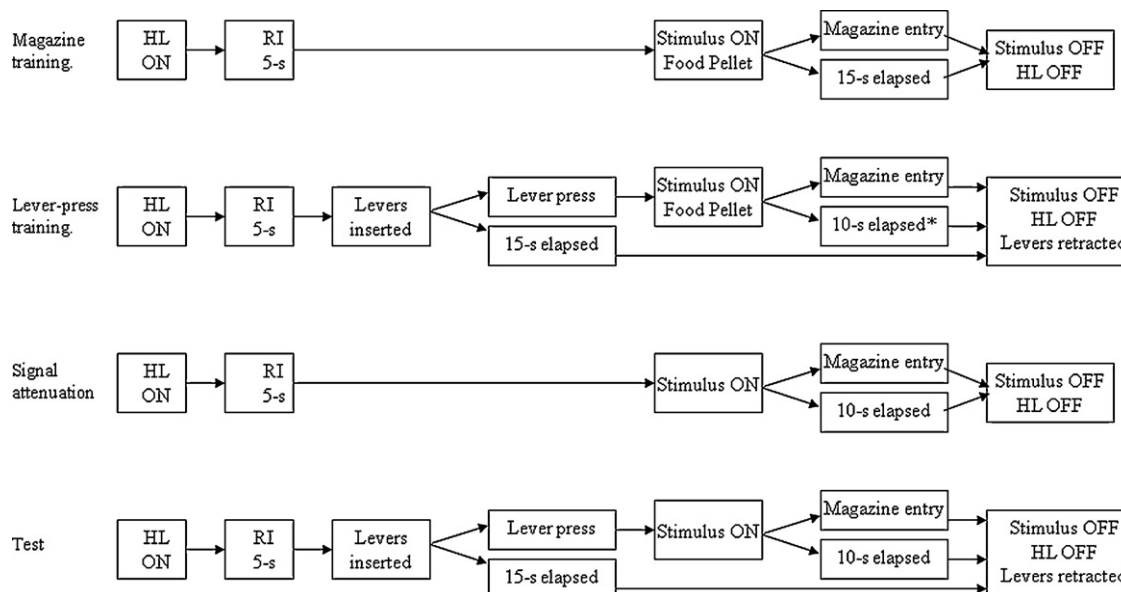 Magazine
training.
HL
ON
RI
5-s
Stimulus ON
Food Pellet
Magazine entry
15-s elapsed
Stimulus OFF
HL OFF
Lever-press
training.
HL
ON
RI
5-s
Levers
inserted
Lever press
15-s elapsed
Stimulus ON
Food Pellet
Magazine entry
10-s elapsed*
Stimulus OFF
HL OFF
Levers retracted
Signal
attenuation
HL
ON
RI
5-s
Stimulus ON
Magazine entry
10-s elapsed
Stimulus OFF
HL OFF
Test
HL
ON
RI
5-s
Levers
inserted
Lever press
15-s elapsed
Stimulus ON
Magazine entry
10-s elapsed
Stimulus OFF
HL OFF
Levers retracted